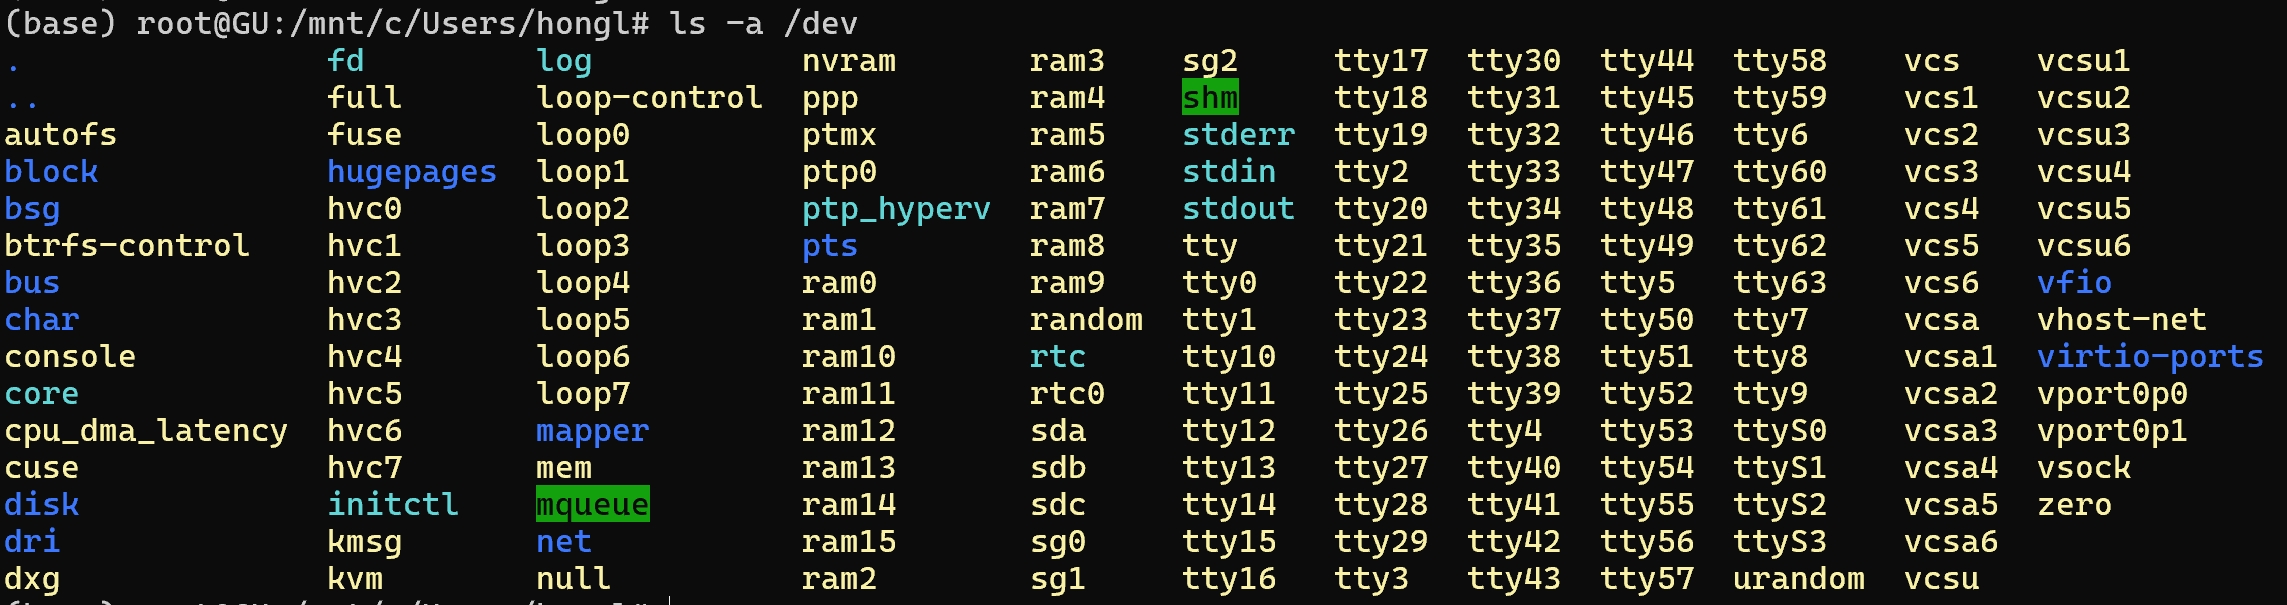 (base) root@GU:/mnt/c/Users/hongl# ls -a /dev
. fd log nvram ram3 sg2 tty17 tty30 tty44 tty58 vcs vcsu1
.. full loop-control ppp ram4 shm tty18 tty31 tty45 tty59 vcs1 vcsu2
autofs fuse loop0 ptmx ram5 stderr tty19 tty32 tty46 tty6 vcs2 vcsu3
block hugepages loop1 ptp0 ram6 stdin tty2 tty33 tty47 tty60 vcs3 vcsu4
bsg hvc0 loop2 ptp_hyperv ram7 stdout tty20 tty34 tty48 tty61 vcs4 vcsu5
btrfs-control hvc1 loop3 pts ram8 tty tty21 tty35 tty49 tty62 vcs5 vcsu6
bus hvc2 loop4 ram0 ram9 tty0 tty22 tty36 tty5 tty63 vcs6 vfio
char hvc3 loop5 ram1 random tty1 tty23 tty37 tty50 tty7 vcsa vhost-net
console hvc4 loop6 ram10 rtc tty10 tty24 tty38 tty51 tty8 vcsa1 virtio-ports
core hvc5 loop7 ram11 rtc0 tty11 tty25 tty39 tty52 tty9 vcsa2 vport0p0
cpu_dma_latency hvc6 mapper ram12 sda tty12 tty26 tty4 tty53 ttyS0 vcsa3 vport0p1
cuse hvc7 mem ram13 sdb tty13 tty27 tty40 tty54 ttyS1 vcsa4 vsock
disk initctl mqueue ram14 sdc tty14 tty28 tty41 tty55 ttyS2 vcsa5 zero
dri kmsg net ram15 sg0 tty15 tty29 tty42 tty56 ttyS3 vcsa6
dxg kvm null ram2 sg1 tty16 tty3 tty43 tty57 urandom vcsu